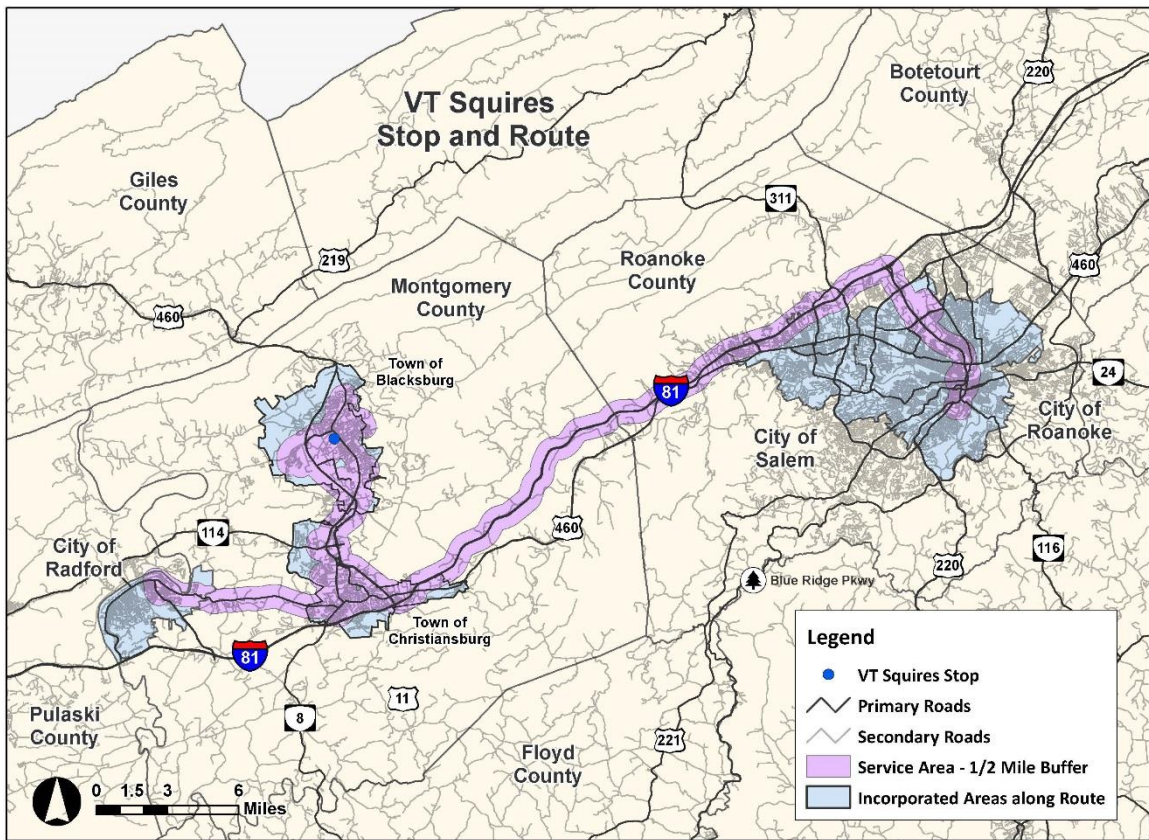 VT Squires
Stop and Route
Botetourt
County
220
Giles
County
311
219
Roanoke
County
460
Montgomery
County
460
Town of
Blacksburg
24
81
City of
Roanoke
City of
Salem
114
460
City of
Radford
116
220
Blue Ridge Pkwy
Town of
Christiansburg
81
11
8
Pulaski
County
221
Floyd
County
Legend
VT Squires Stop
Primary Roads
Secondary Roads
Service Area - 1/2 Mile Buffer
Incorporated Areas along Route
0 1.5 3 6
Miles